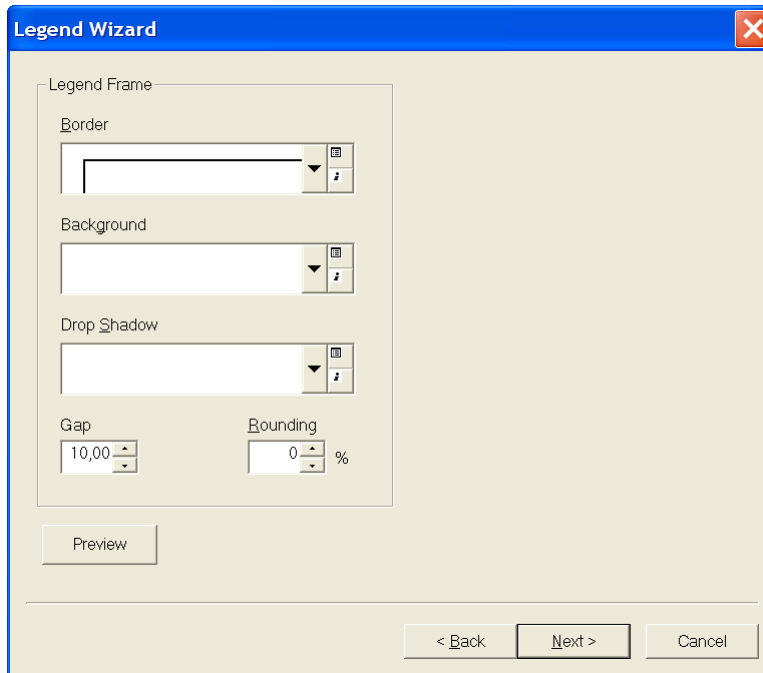 Legend Wizard
Legend Frame
Border
Background
Drop Shadow
Gap Rounding
10,00 0 %
Preview
< Back Next > Cancel